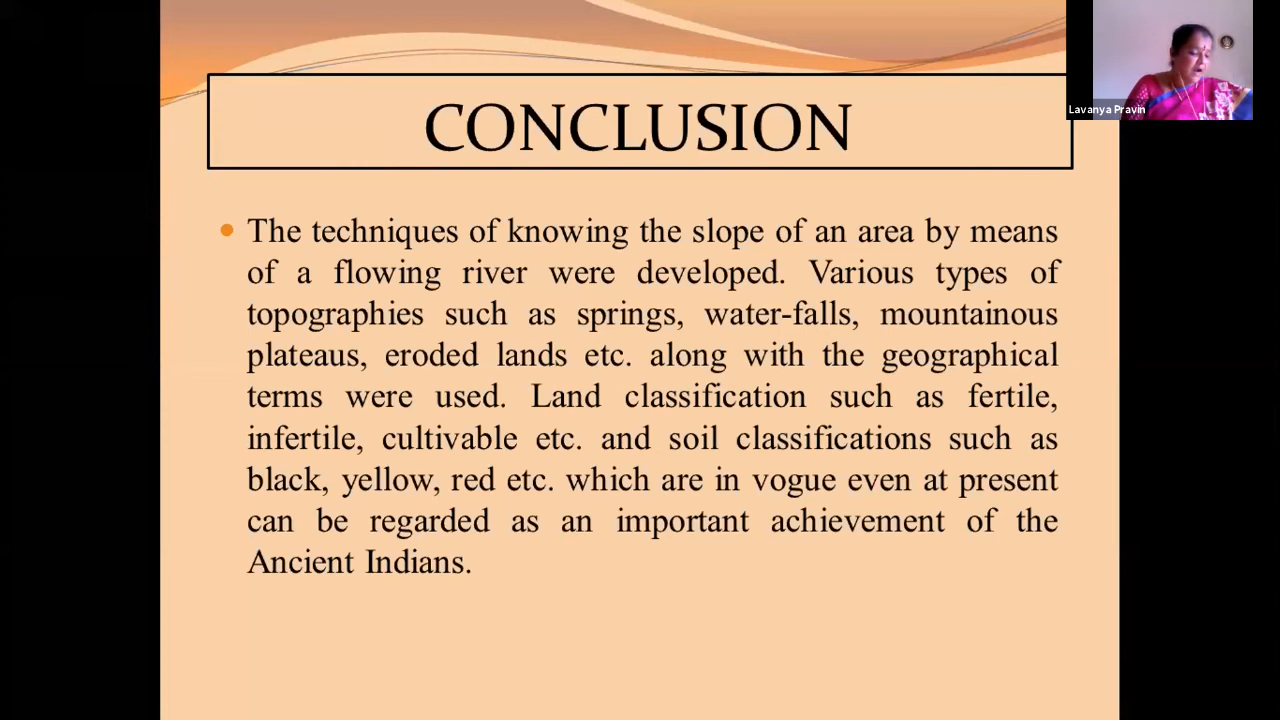 CONCLUSION
Lavanya Pravin
The techniques of knowing the slope of an area by means
of a flowing river were developed. Various types of
topographies such as springs, water-falls, mountainous
plateaus, eroded lands etc. along with the geographical
terms were used. Land classification such as fertile,
infertile, cultivable etc. and soil classifications such as
black, yellow, red etc. which are in vogue even at present
can be regarded as an important achievement of the
Ancient Indians.